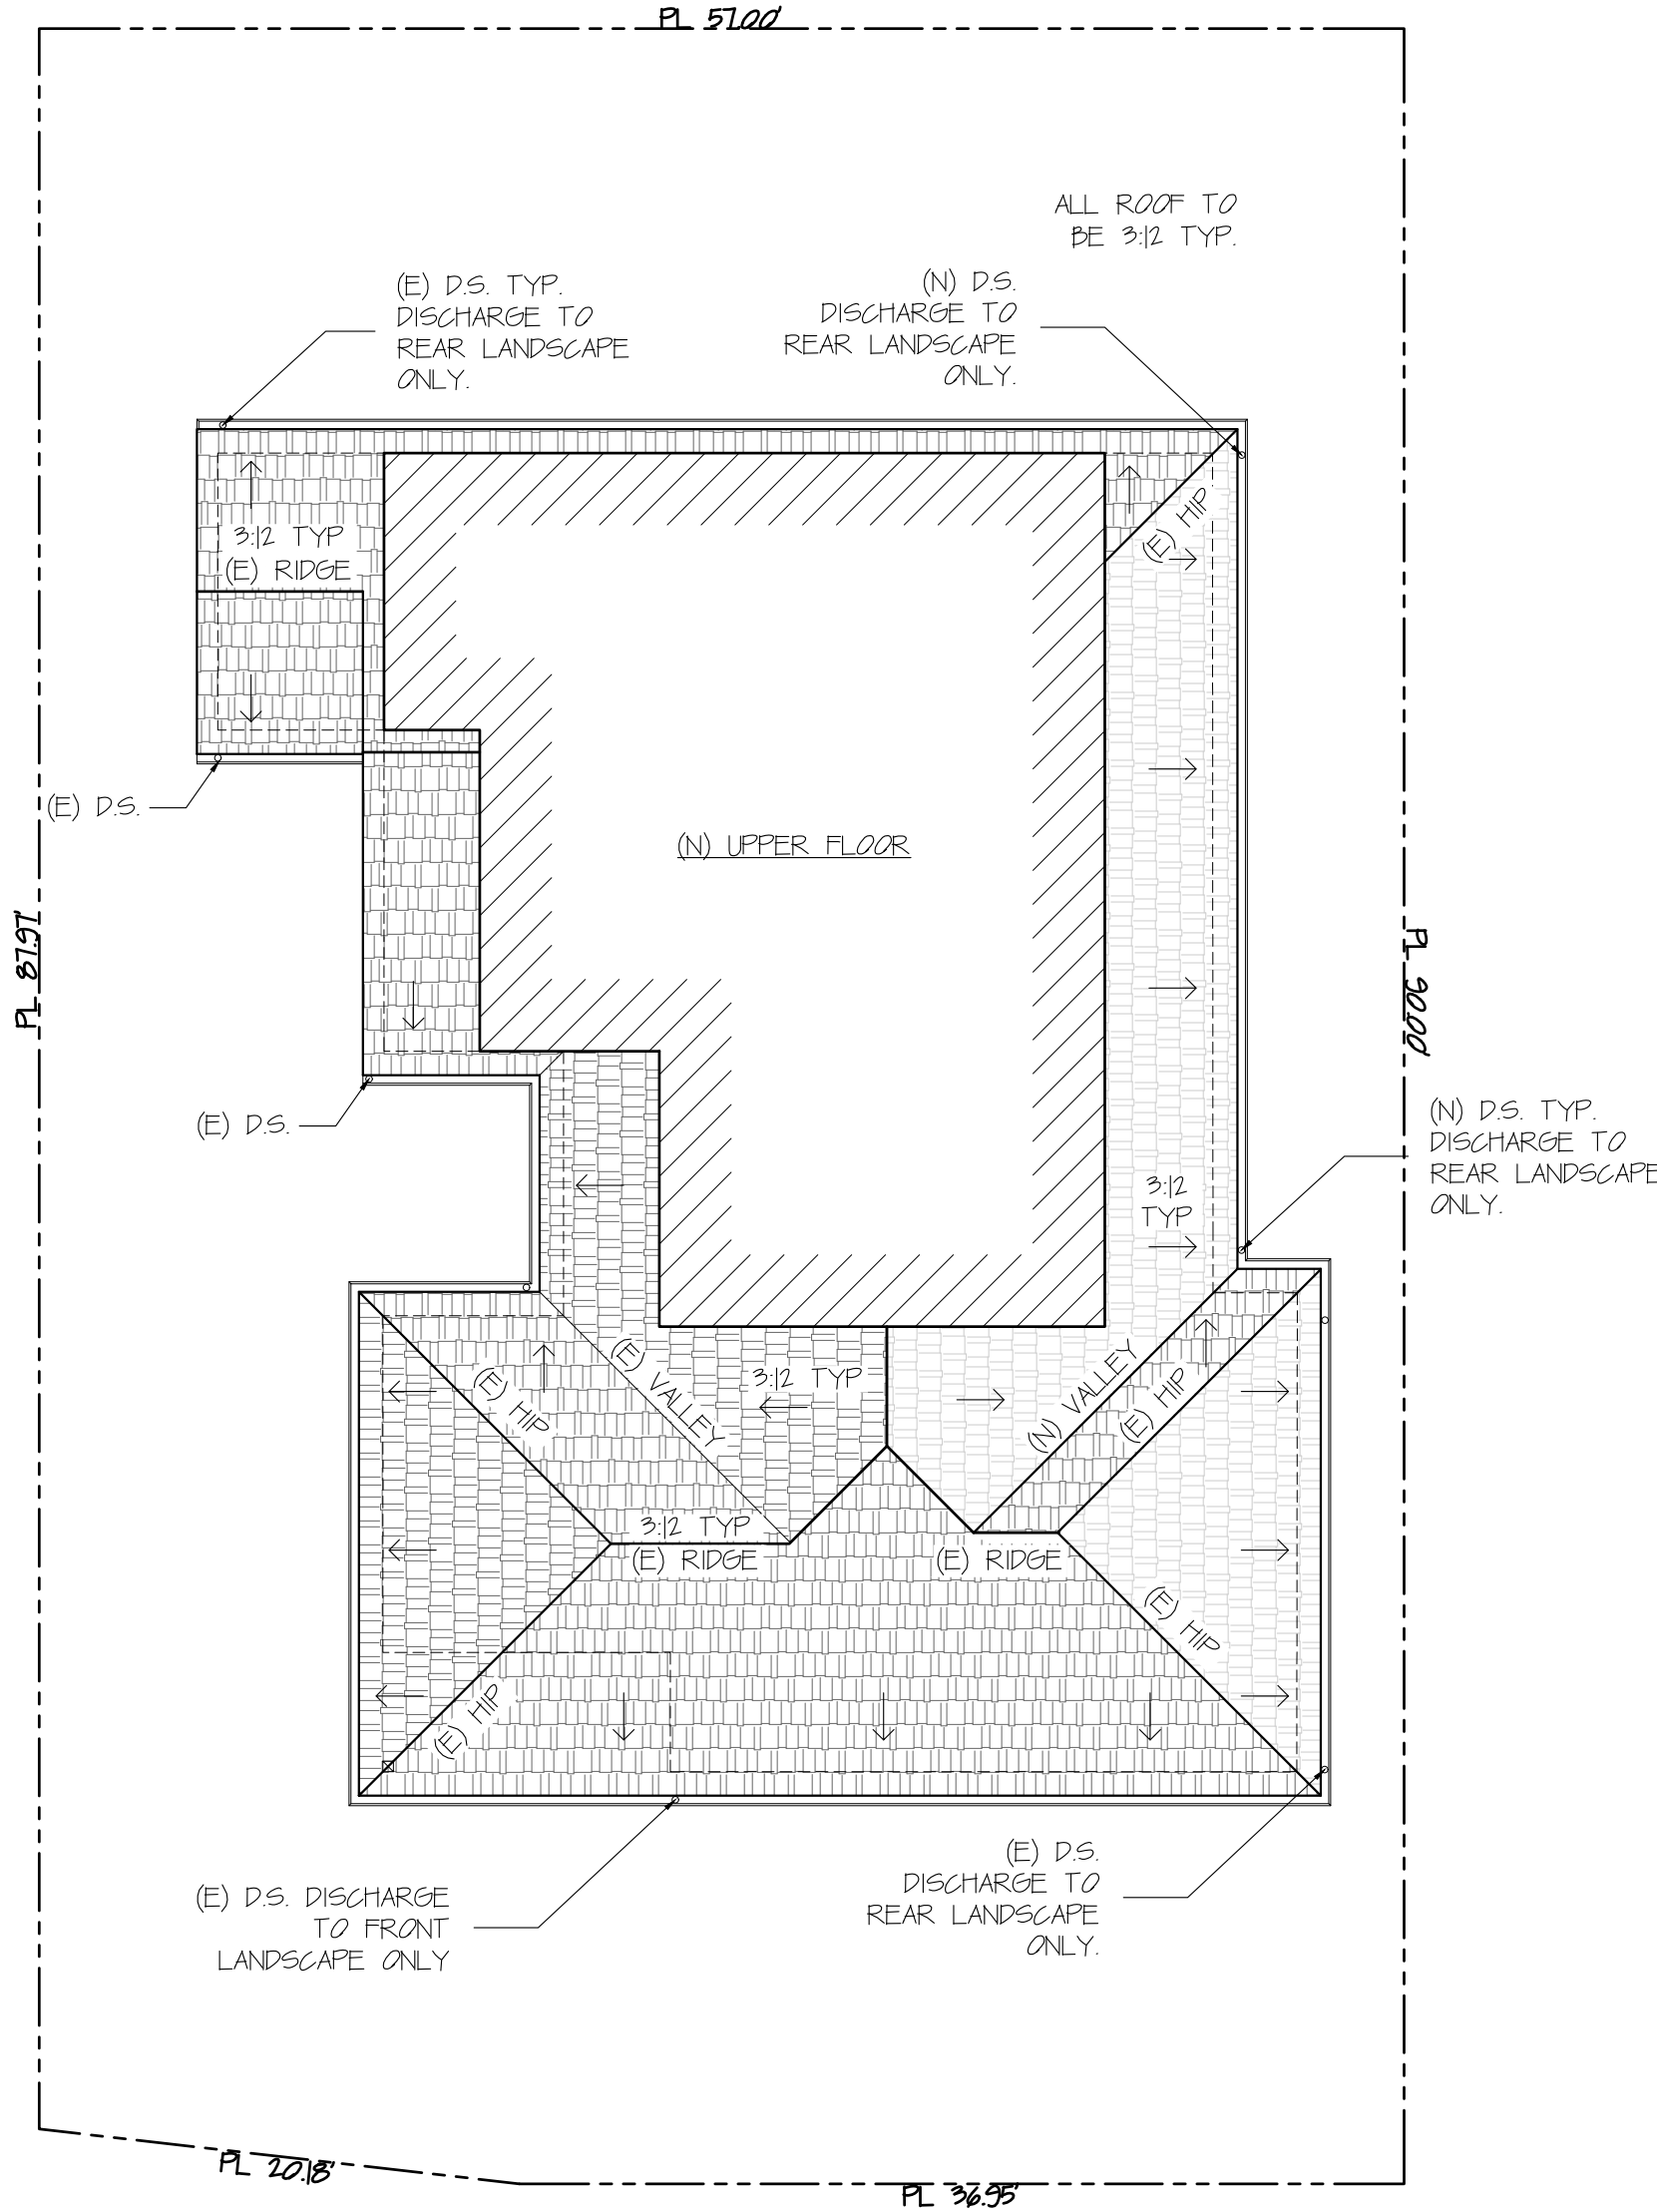 PL 57.00'
ALL ROOF TO
BE 3:12 TYP.
(E) D.S. TYP.
DISCHARGE TO
REAR LANDSCAPE
ONLY.
(N) D.S.
DISCHARGE TO
REAR LANDSCAPE
ONLY.
3:12 TYP
(E) RIDGE
(E) HIP
(E) D.S.
(N) UPPER FLOOR
PL 87.97'
PL 90.00'
(E) D.S.
(N) D.S. TYP.
DISCHARGE TO
REAR LANDSCAPE
ONLY.
3:12
TYP
(E) VALLEY
3:12 TYP
(N) VALLEY
(E) HIP
(E) HIP
3:12 TYP
(E) RIDGE
(E) RIDGE
(E) HIP
(E) HIP
(E) D.S.
DISCHARGE TO
REAR LANDSCAPE
ONLY.
(E) D.S. DISCHARGE
TO FRONT
LANDSCAPE ONLY
PL 20.18'
PL 36.95'